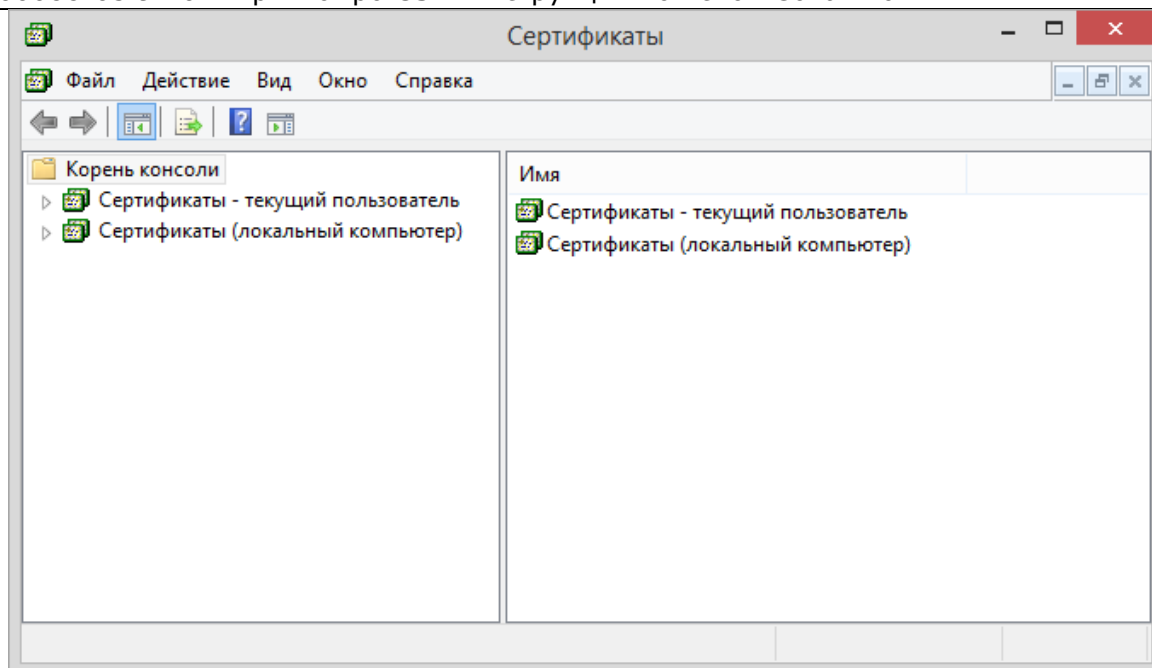 Сертификаты
Файл Действие Вид Окно Справка
Корень консоли
Сертификаты - текущий пользователь
Сертификаты (локальный компьютер)
Имя
Сертификаты - текущий пользователь
Сертификаты (локальный компьютер)